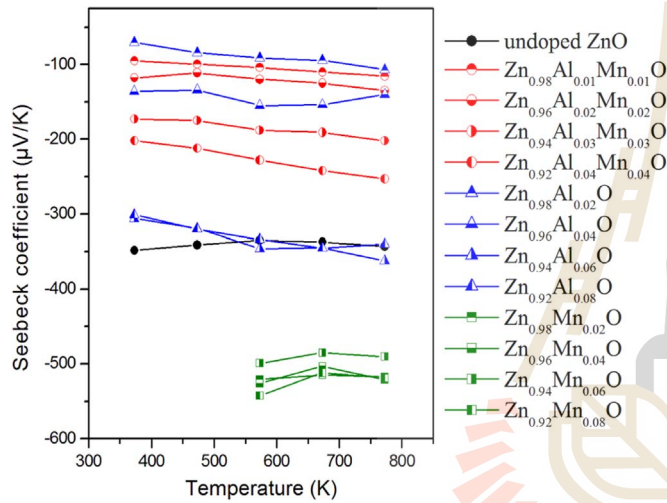 Seebeck coefficient (µV/K)
-100
-200
-300
-400
-500
-600
300 400 500 600 700 800
Temperature (K)
undoped ZnO
Zn₀.₉₈Al₀.₀₁Mn₀.₀₁O
Zn₀.₉₆Al₀.₀₂Mn₀.₀₂O
Zn₀.₉₄Al₀.₀₃Mn₀.₀₃O
Zn₀.₉₂Al₀.₀₄Mn₀.₀₄O
Zn₀.₉₈Al₀.₀₂O
Zn₀.₉₆Al₀.₀₄O
Zn₀.₉₄Al₀.₀₆O
Zn₀.₉₂Al₀.₀₈O
Zn₀.₉₈Mn₀.₀₂O
Zn₀.₉₆Mn₀.₀₄O
Zn₀.₉₄Mn₀.₀₆O
Zn₀.₉₂Mn₀.₀₈O